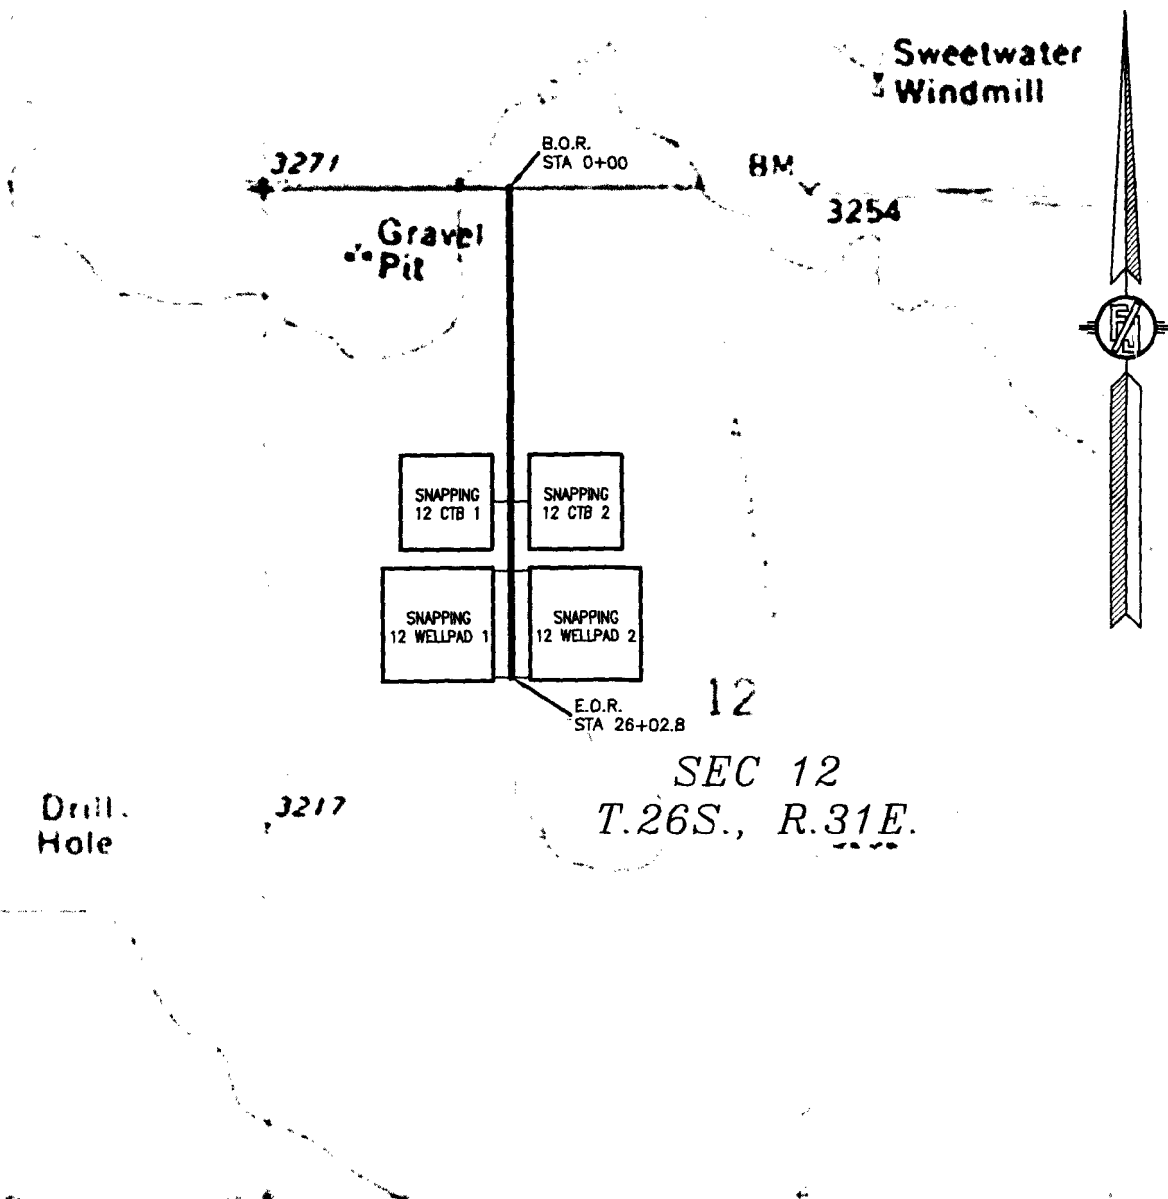 Sweetwater
Windmill
B.O.R.
STA 0+00
3271
BM
3254
Gravel
Pit
SNAPPING
12 CTB 1
SNAPPING
12 CTB 2
SNAPPING
12 WELLPAD 1
SNAPPING
12 WELLPAD 2
12
E.O.R.
STA 26+02.8
SEC 12
T.26S., R.31E.
Drill
Hole
3217